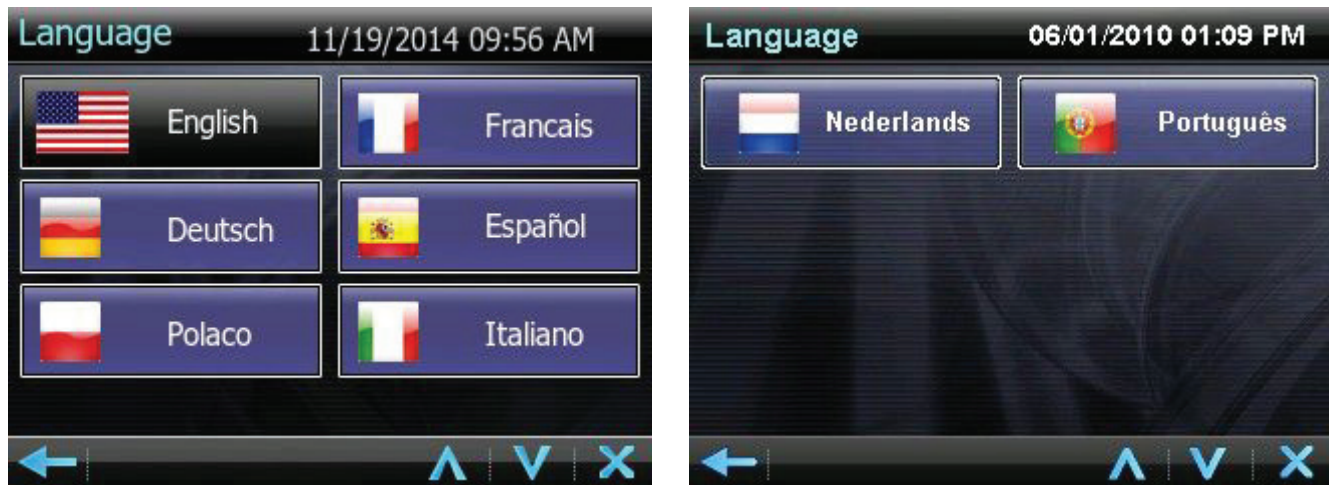 Language 11/19/2014 09:56 AM
English Francais
Deutsch Español
Polaco Italiano
Language 06/01/2010 01:09 PM
Nederlands Português